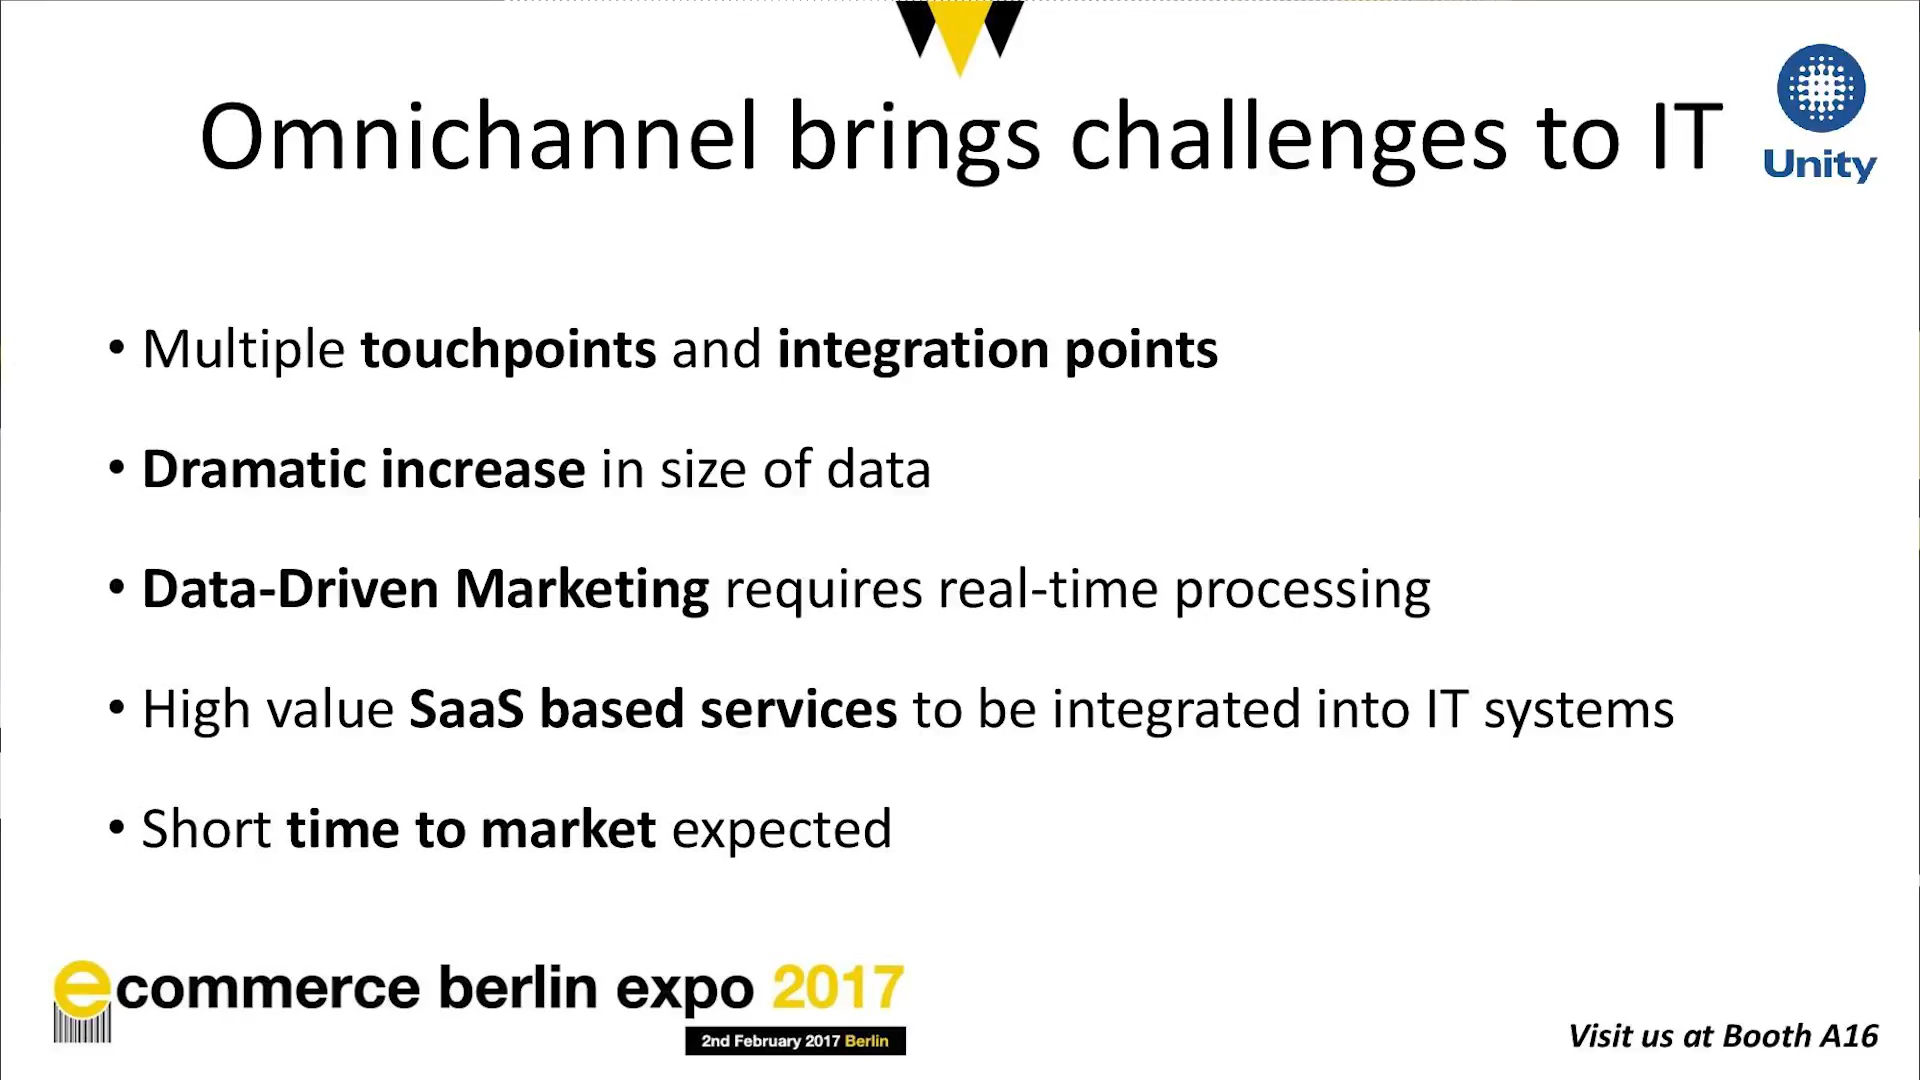 Omnichannel brings challenges to IT
Unity
• Multiple touchpoints and integration points
• Dramatic increase in size of data
• Data-Driven Marketing requires real-time processing
• High value SaaS based services to be integrated into IT systems
• Short time to market expected
ecommerce berlin expo 2017
2nd February 2017 Berlin
Visit us at Booth A16